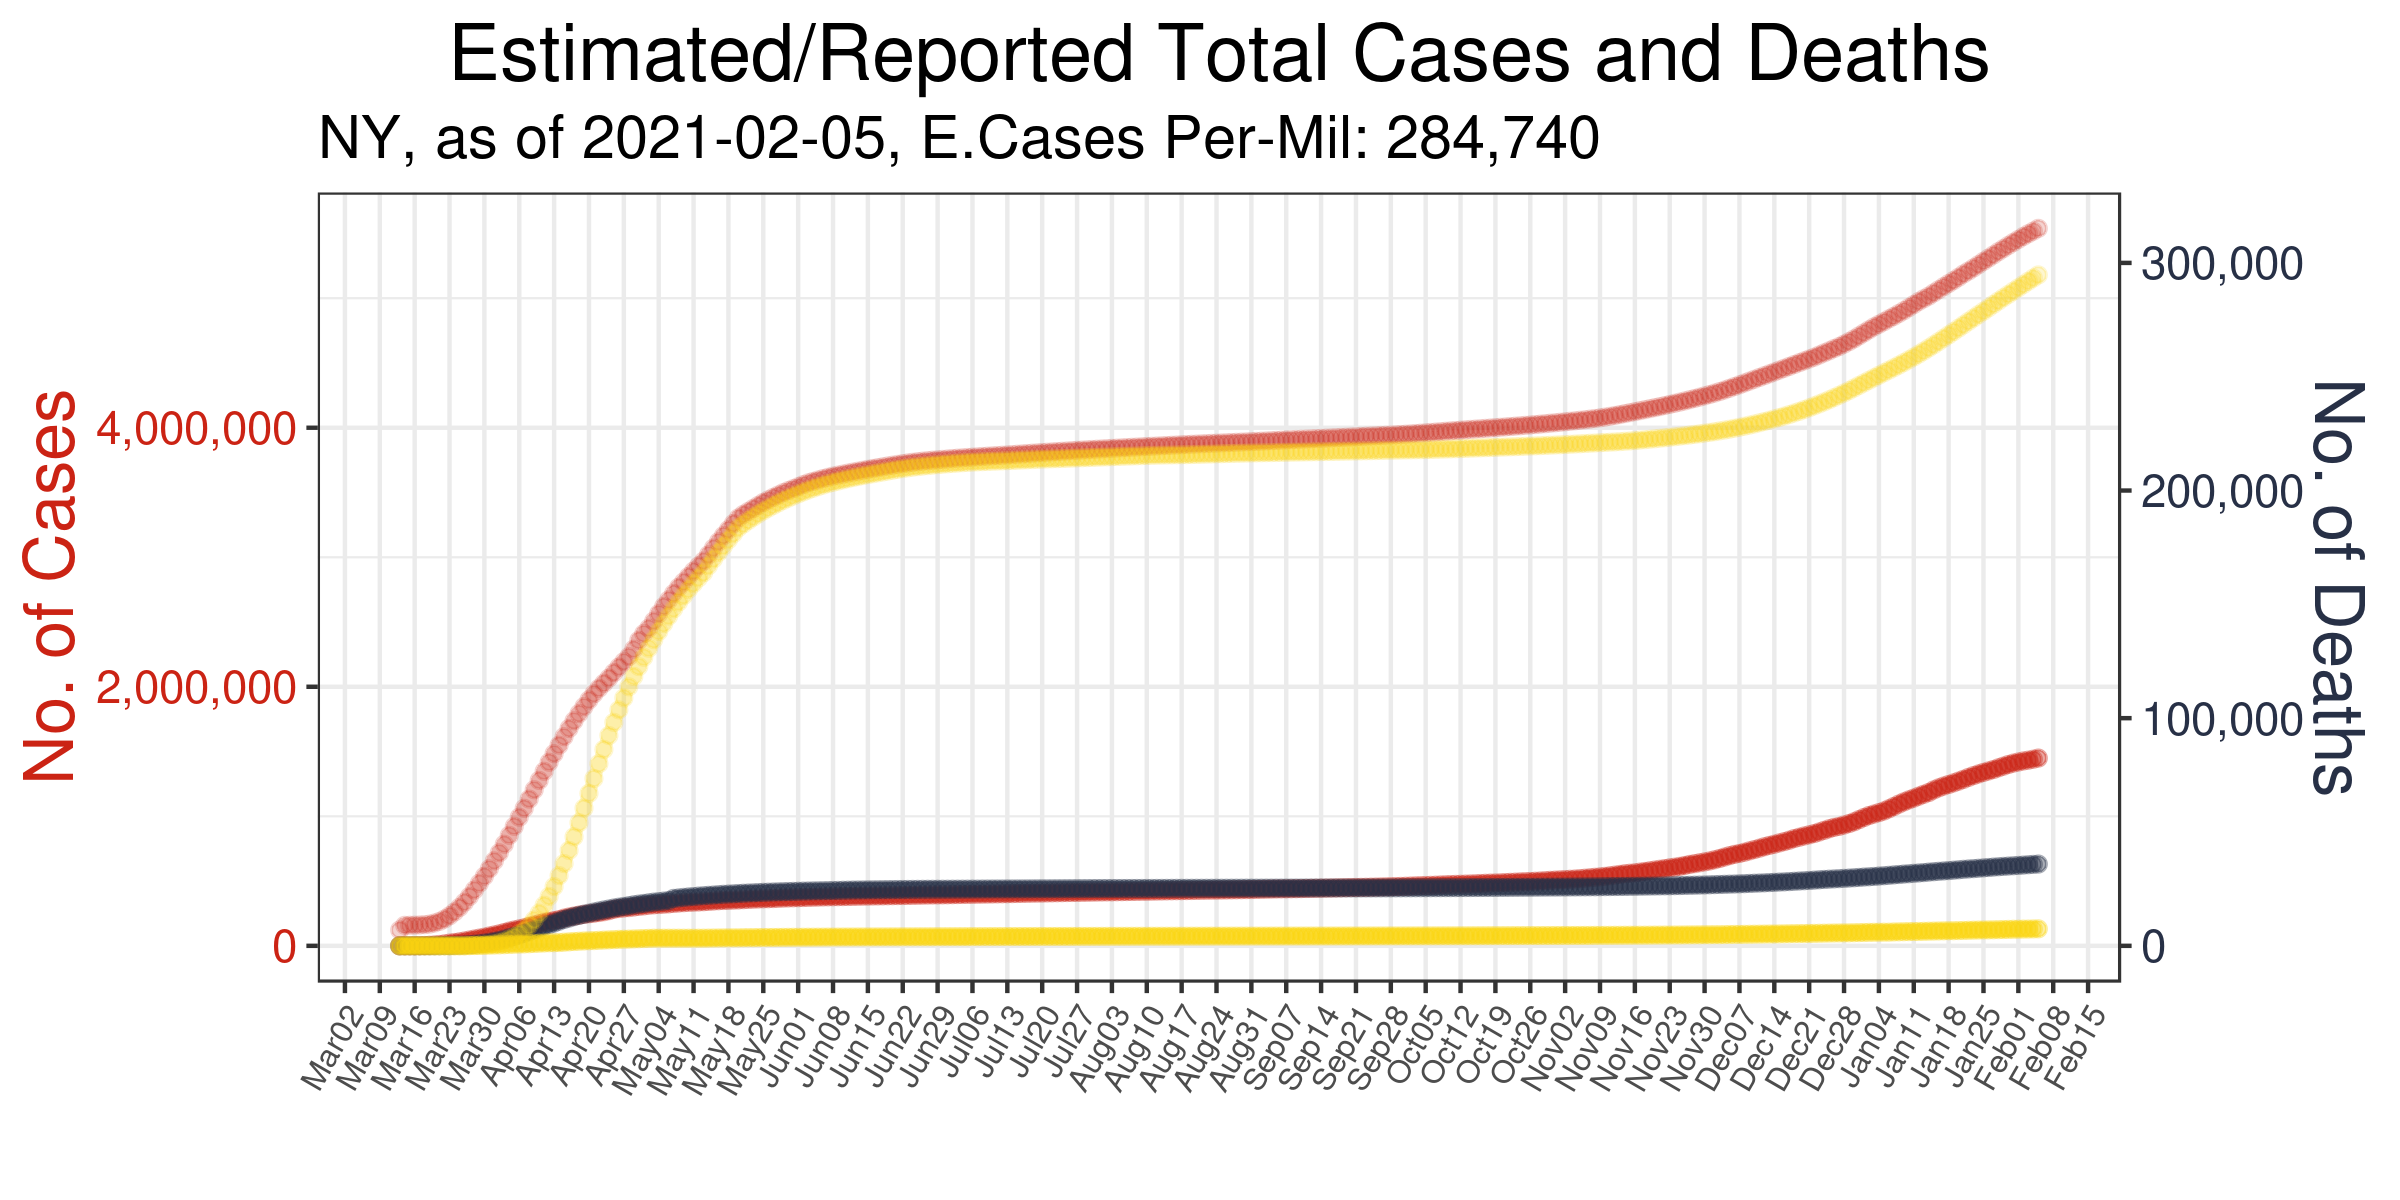 Estimated/Reported Total Cases and Deaths
NY, as of 2021-02-05, E.Cases Per-Mil: 284,740
No. of Cases
4,000,000
2,000,000
0
300,000
200,000
100,000
0
No. of Deaths
Mar02
Mar09
Mar16
Mar23
Mar30
Apr06
Apr13
Apr20
Apr27
May04
May11
May18
May25
Jun01
Jun08
Jun15
Jun22
Jun29
Jul06
Jul13
Jul20
Jul27
Aug03
Aug10
Aug17
Aug24
Aug31
Sep07
Sep14
Sep21
Sep28
Oct05
Oct12
Oct19
Oct26
Nov02
Nov09
Nov16
Nov23
Nov30
Dec07
Dec14
Dec21
Dec28
Jan04
Jan11
Jan18
Jan25
Feb01
Feb08
Feb15